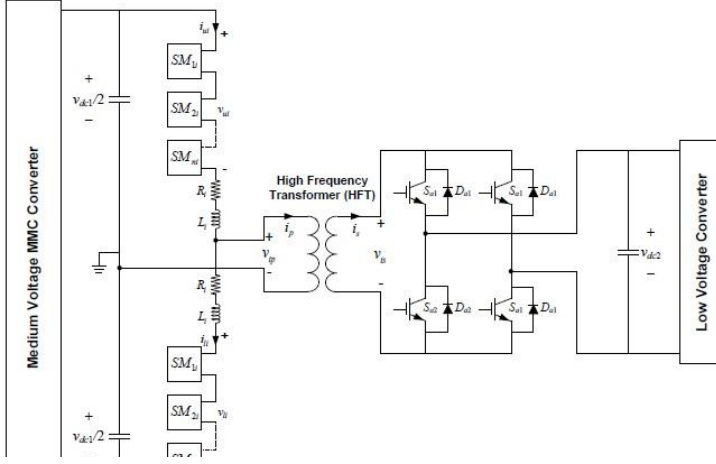 Medium Voltage MMC Converter
+
v_dc1/2
−
i_ui
+
SM_1i
SM_2i
v_ui
SM_ni
-
R_i
L_i
High Frequency
Transformer (HFT)
i_p
i_s
+
v_tp
-
+
v_ts
-
S_a1
D_a1
S_a1
D_a1
S_a2
D_a2
S_a1
D_a1
+
v_dc2
−
Low Voltage Converter
R_i
L_i
i_li
+
SM_1i
SM_2i
v_li
+
v_dc1/2